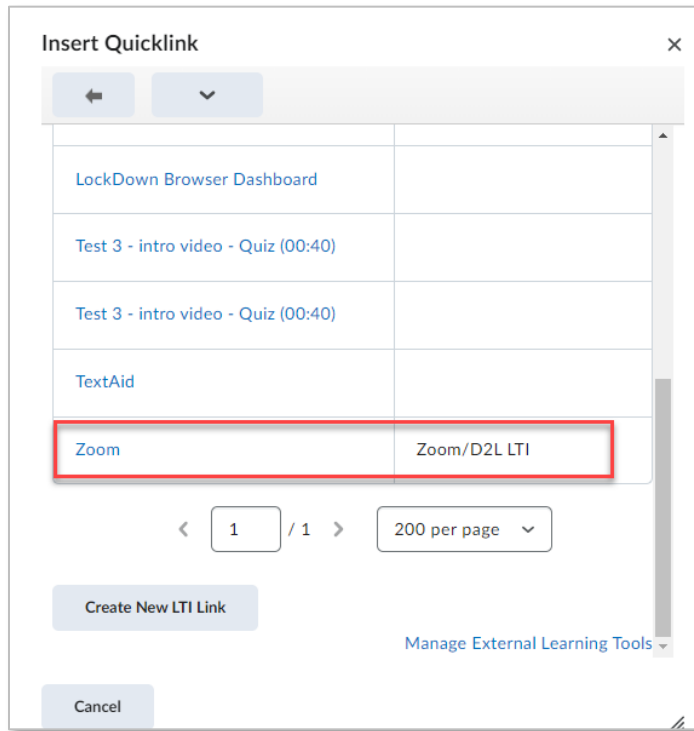 Insert Quicklink
LockDown Browser Dashboard
Test 3 - intro video - Quiz (00:40)
Test 3 - intro video - Quiz (00:40)
TextAid
Zoom Zoom/D2L LTI
1 / 1 200 per page
Create New LTI Link
Manage External Learning Tools
Cancel